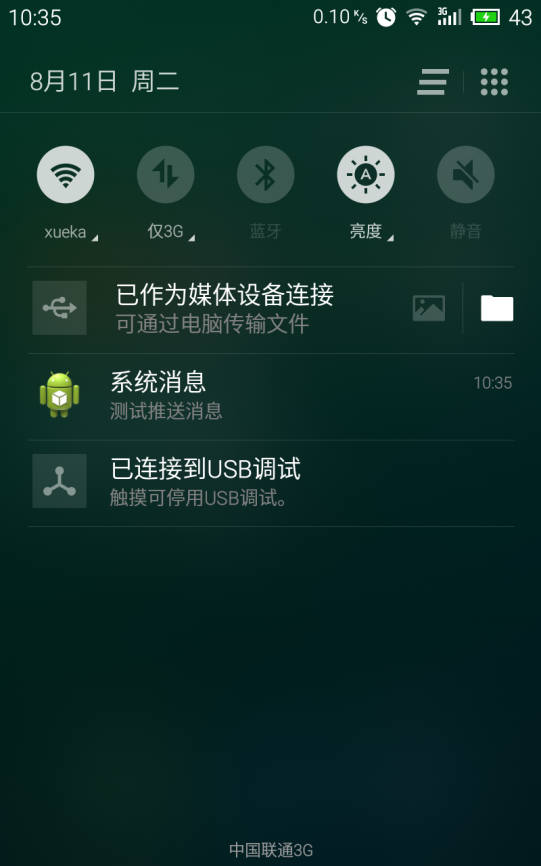 10:35 0.10 K/s 3G 43
8月11日 周二
A
xueka 仅3G 蓝牙 亮度 静音
已作为媒体设备连接
可通过电脑传输文件
系统消息 10:35
测试推送消息
已连接到USB调试
触摸可停用USB调试。
中国联通3G